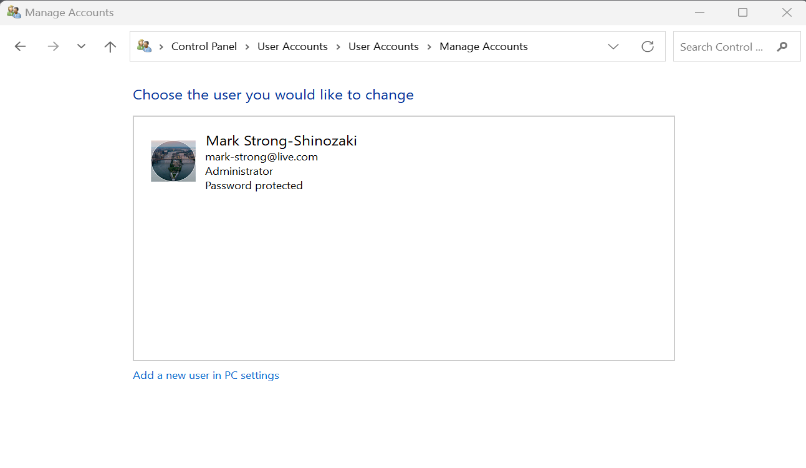 Manage Accounts
Control Panel > User Accounts > User Accounts > Manage Accounts
Search Control ...
Choose the user you would like to change
Mark Strong-Shinozaki
mark-strong@live.com
Administrator
Password protected
Add a new user in PC settings